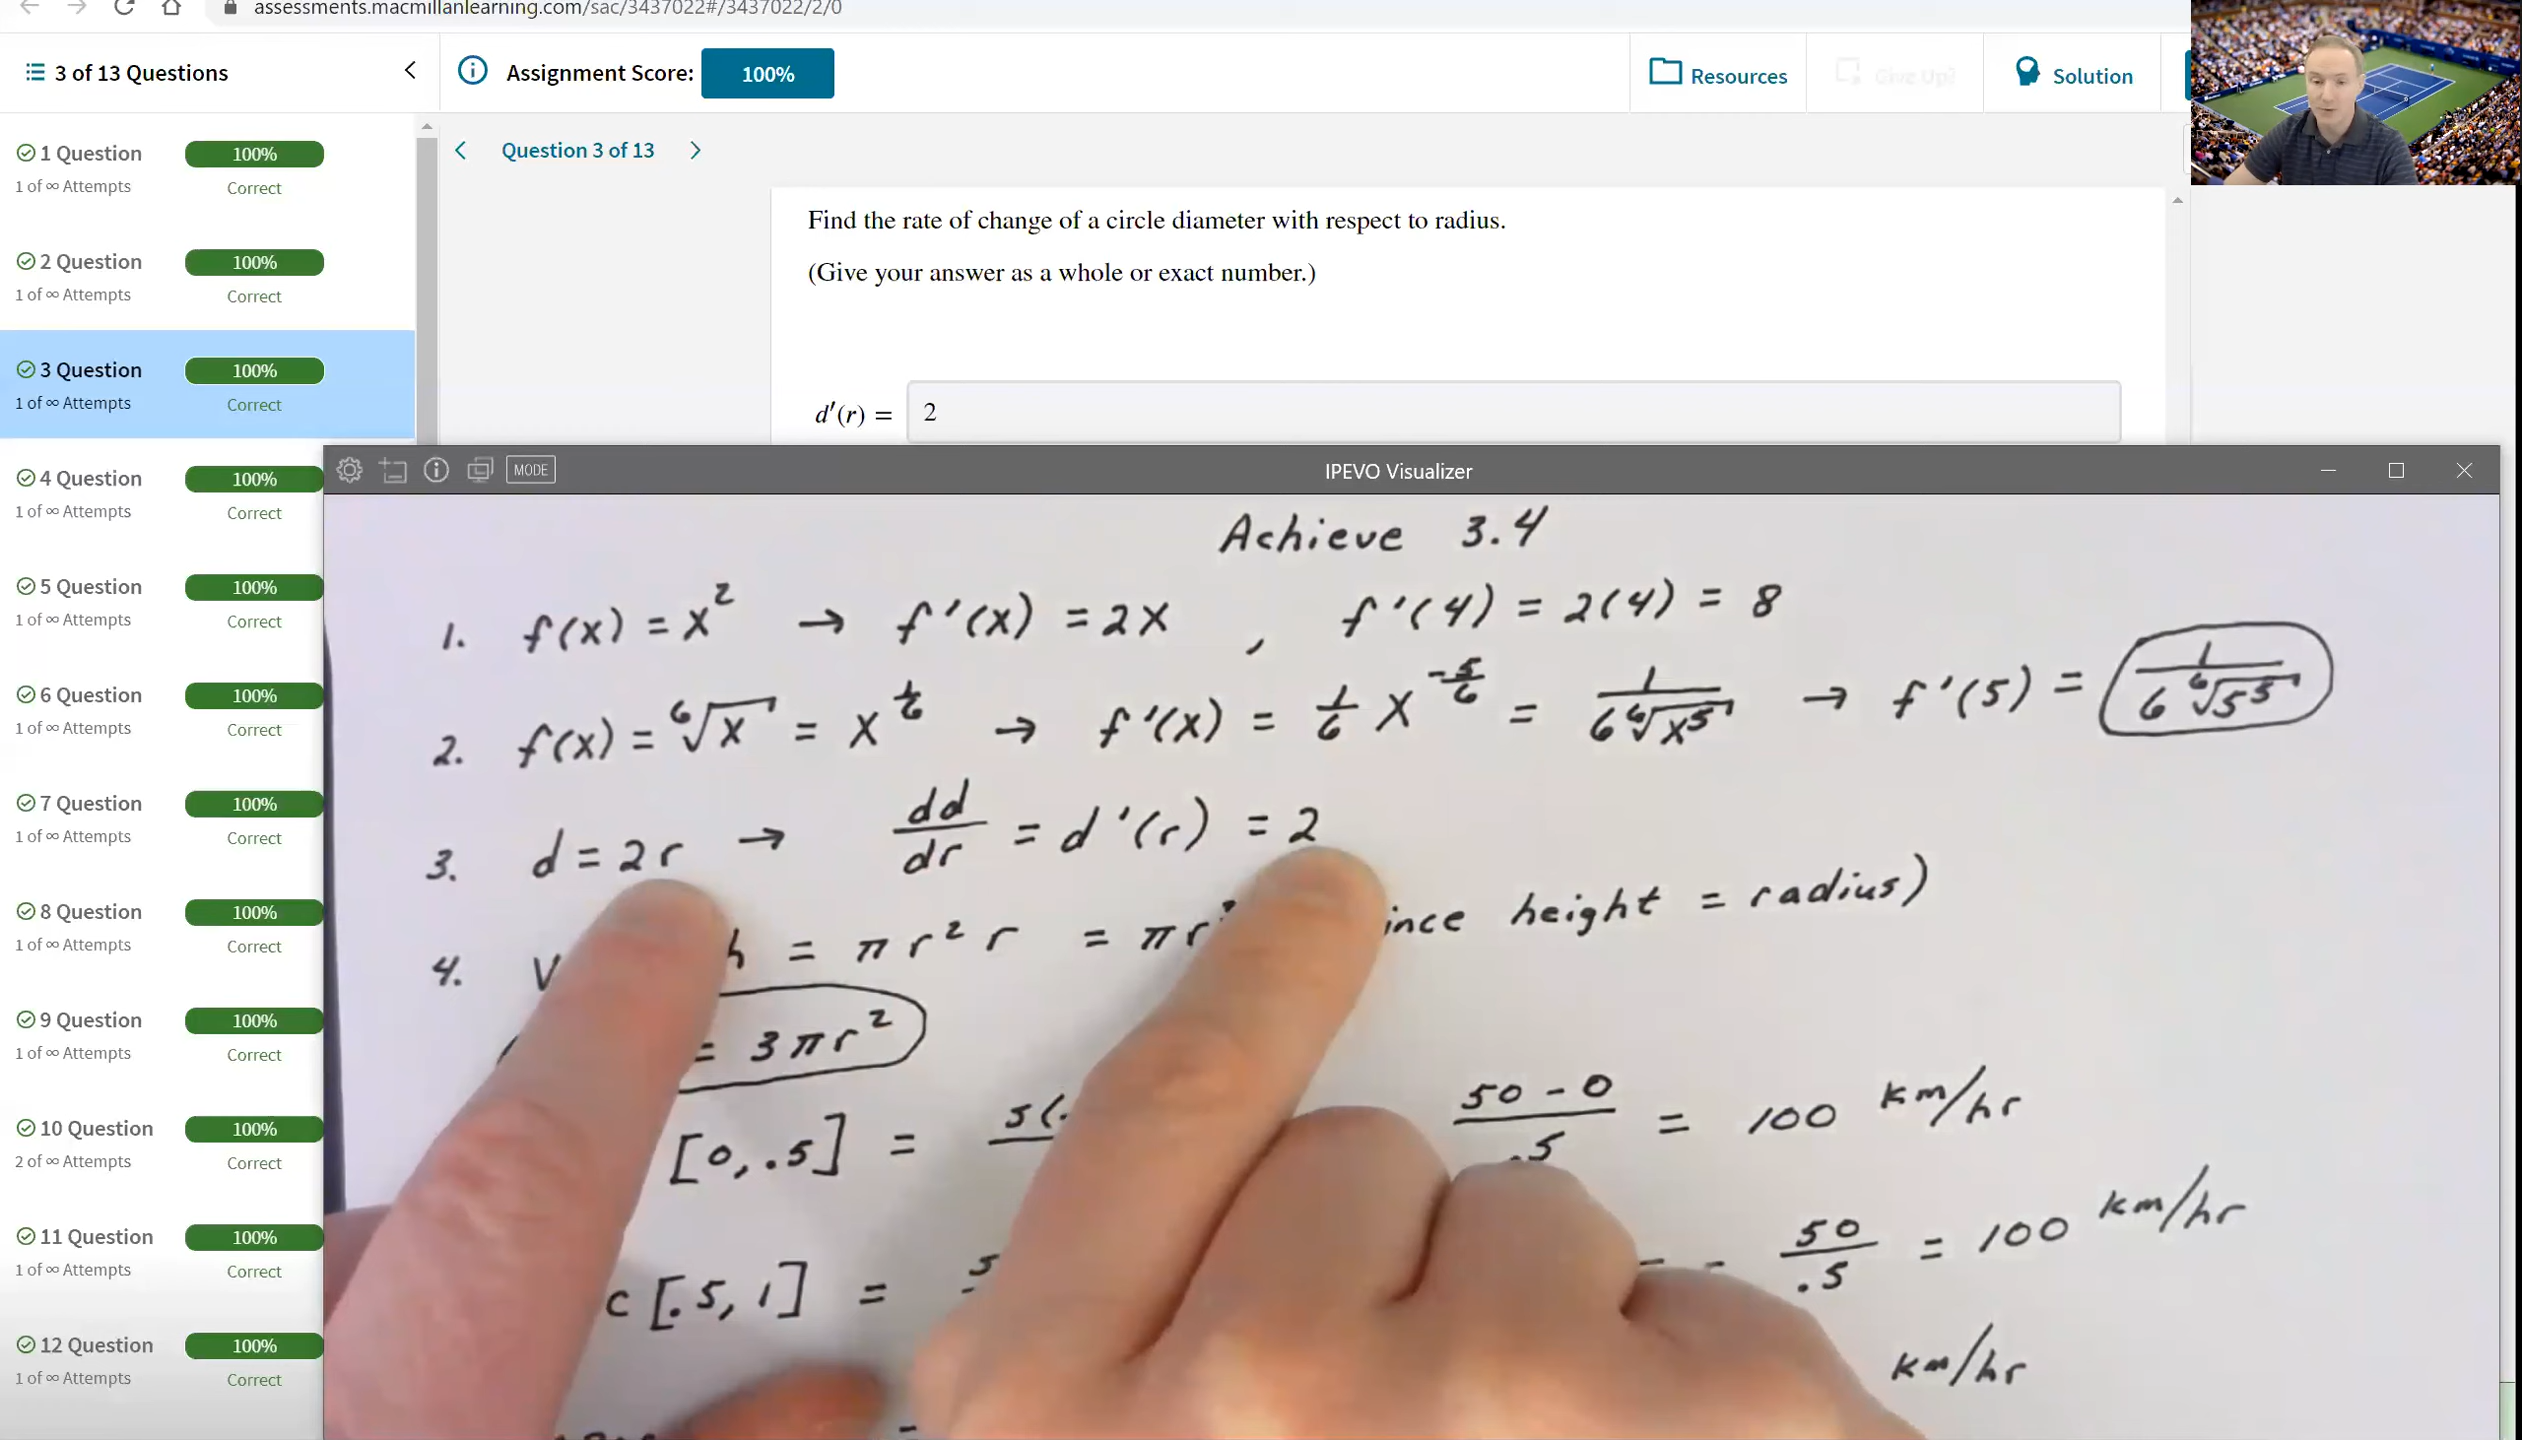 assessments.macmillanlearning.com/sac/3437022#/3437022/2/0
3 of 13 Questions
Assignment Score: 100%
Resources
Give Up?
Solution
1 Question 100%
1 of ∞ Attempts Correct
2 Question 100%
1 of ∞ Attempts Correct
3 Question 100%
1 of ∞ Attempts Correct
4 Question 100%
1 of ∞ Attempts Correct
5 Question 100%
1 of ∞ Attempts Correct
6 Question 100%
1 of ∞ Attempts Correct
7 Question 100%
1 of ∞ Attempts Correct
8 Question 100%
1 of ∞ Attempts Correct
9 Question 100%
1 of ∞ Attempts Correct
10 Question 100%
2 of ∞ Attempts Correct
11 Question 100%
1 of ∞ Attempts Correct
12 Question 100%
1 of ∞ Attempts Correct
Question 3 of 13
Find the rate of change of a circle diameter with respect to radius.
(Give your answer as a whole or exact number.)
d′(r) = 2
MODE
IPEVO Visualizer
Achieve 3.4
1. f(x) = x² → f'(x) = 2x , f'(4) = 2(4) = 8
2. f(x) = ⁶√x = x^(1/6) → f'(x) = 1/6 x^(-5/6) = 1/(6 ⁶√x⁵) → f'(5) = 1/(6 ⁶√5⁵)
3. d = 2r → dd/dr = d'(r) = 2
4. V h = πr²r = πr ince height = radius)
= 3πr²
[0, .5] = s(. (50 - 0)/.5 = 100 km/hr
c[.5, 1] = 50/.5 = 100 km/hr
km/hr